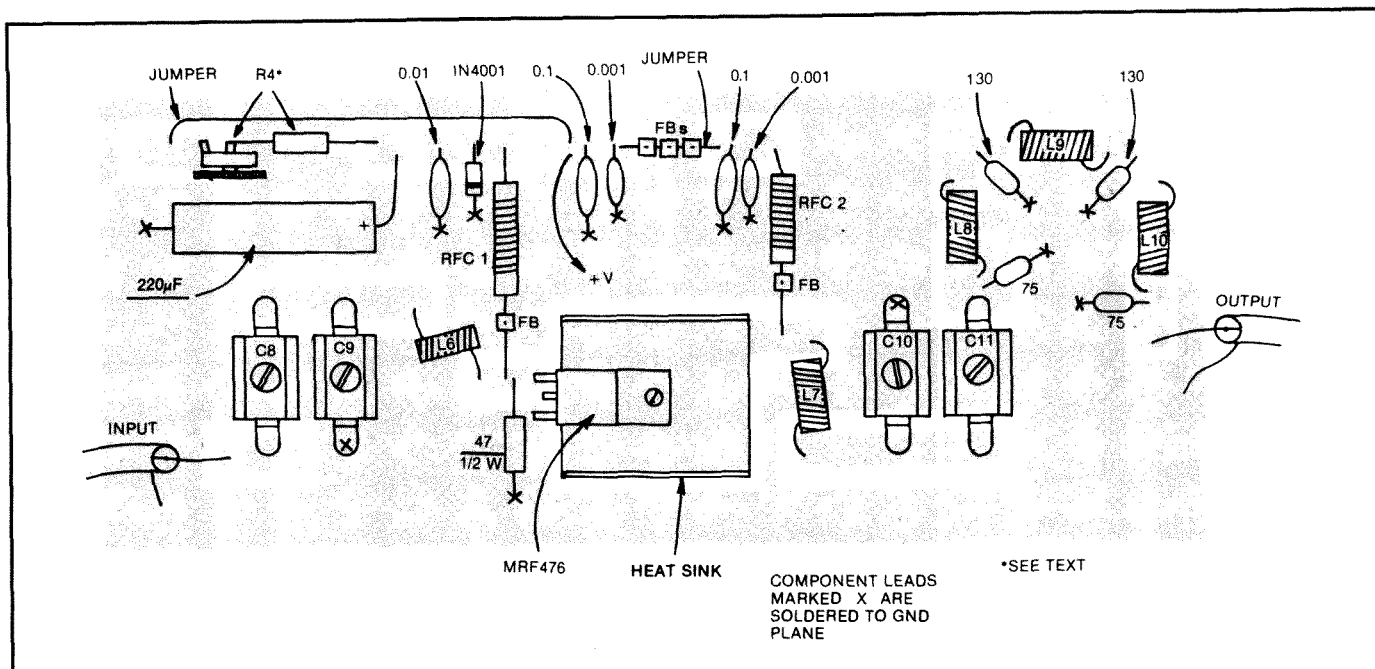 JUMPER
R4*
0.01
1N4001
0.1
0.001
JUMPER
0.1
0.001
130
130
FBs
L9
RFC 2
L8
L10
+
RFC 1
+V
FB
75
75
OUTPUT
220µF
FB
L6
C8
C9
C10
C11
L7
INPUT
47
1/2 W
MRF476
HEAT SINK
*SEE TEXT
COMPONENT LEADS
MARKED X ARE
SOLDERED TO GND
PLANE